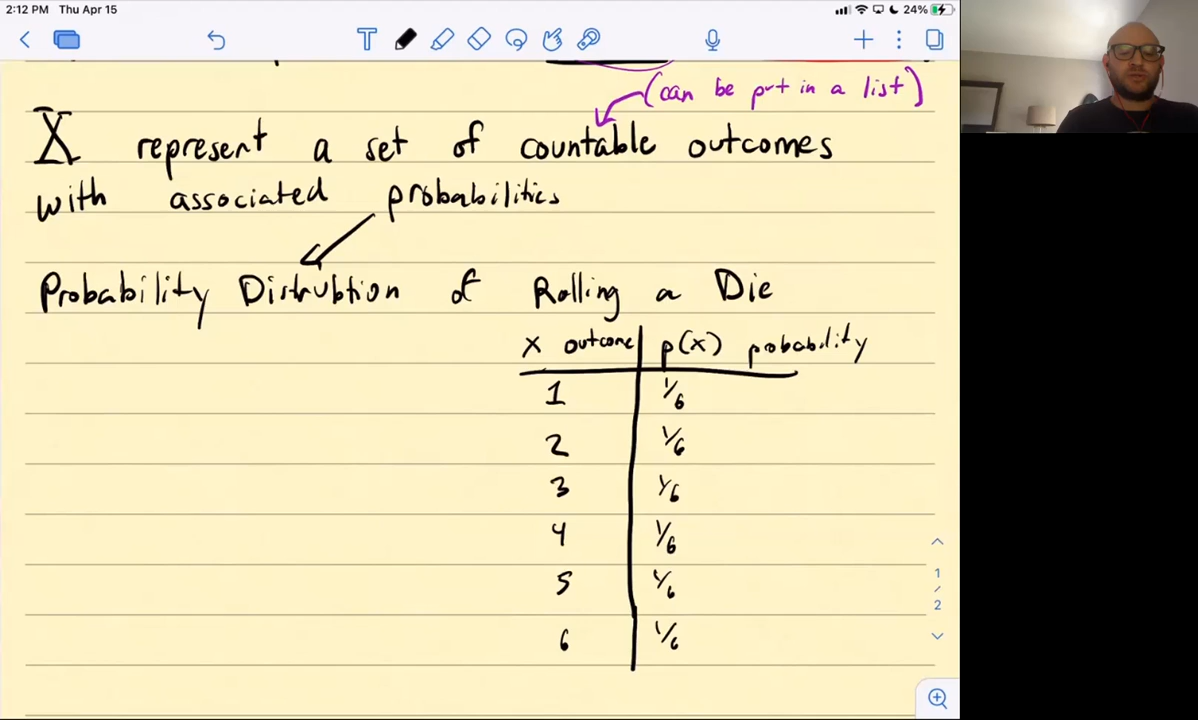 2:12 PM Thu Apr 15
24%
(can be put in a list)
X represent a set of countable outcomes
with associated probabilities
Probability Distrubtion of Rolling a Die
x outcome p(x) probability
1 1/6
2 1/6
3 1/6
4 1/6
5 1/6
6 1/6
1
/
2